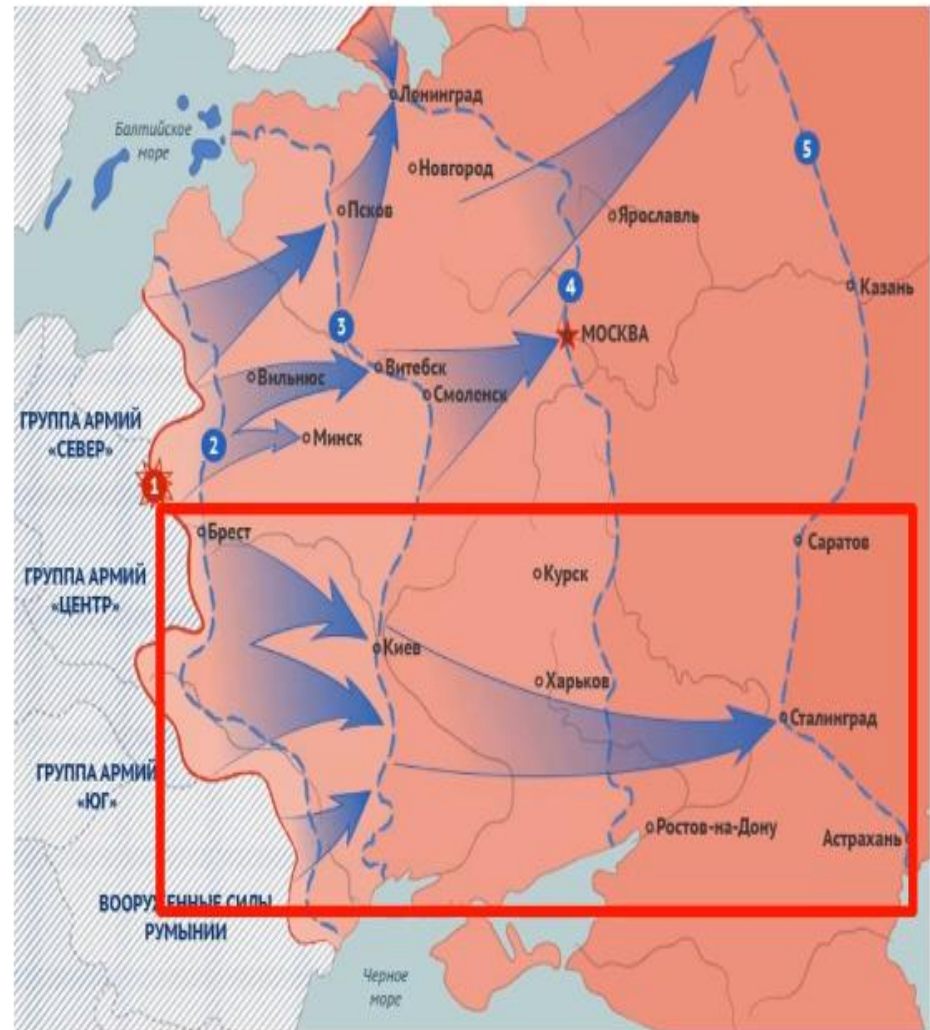 Ленинград
Балтийское
море
Новгород
5
Псков
Ярославль
Казань
4
3
МОСКВА
Витебск
Вильнюс
Смоленск
ГРУППА АРМИЙ
«СЕВЕР»
Минск
2
1
Брест
Саратов
ГРУППА АРМИЙ
«ЦЕНТР»
Курск
Киев
Харьков
Сталинград
ГРУППА АРМИЙ
«ЮГ»
Ростов-на-Дону
Астрахань
ВООРУЖЕННЫЕ СИЛЫ
РУМЫНИИ
Черное
море